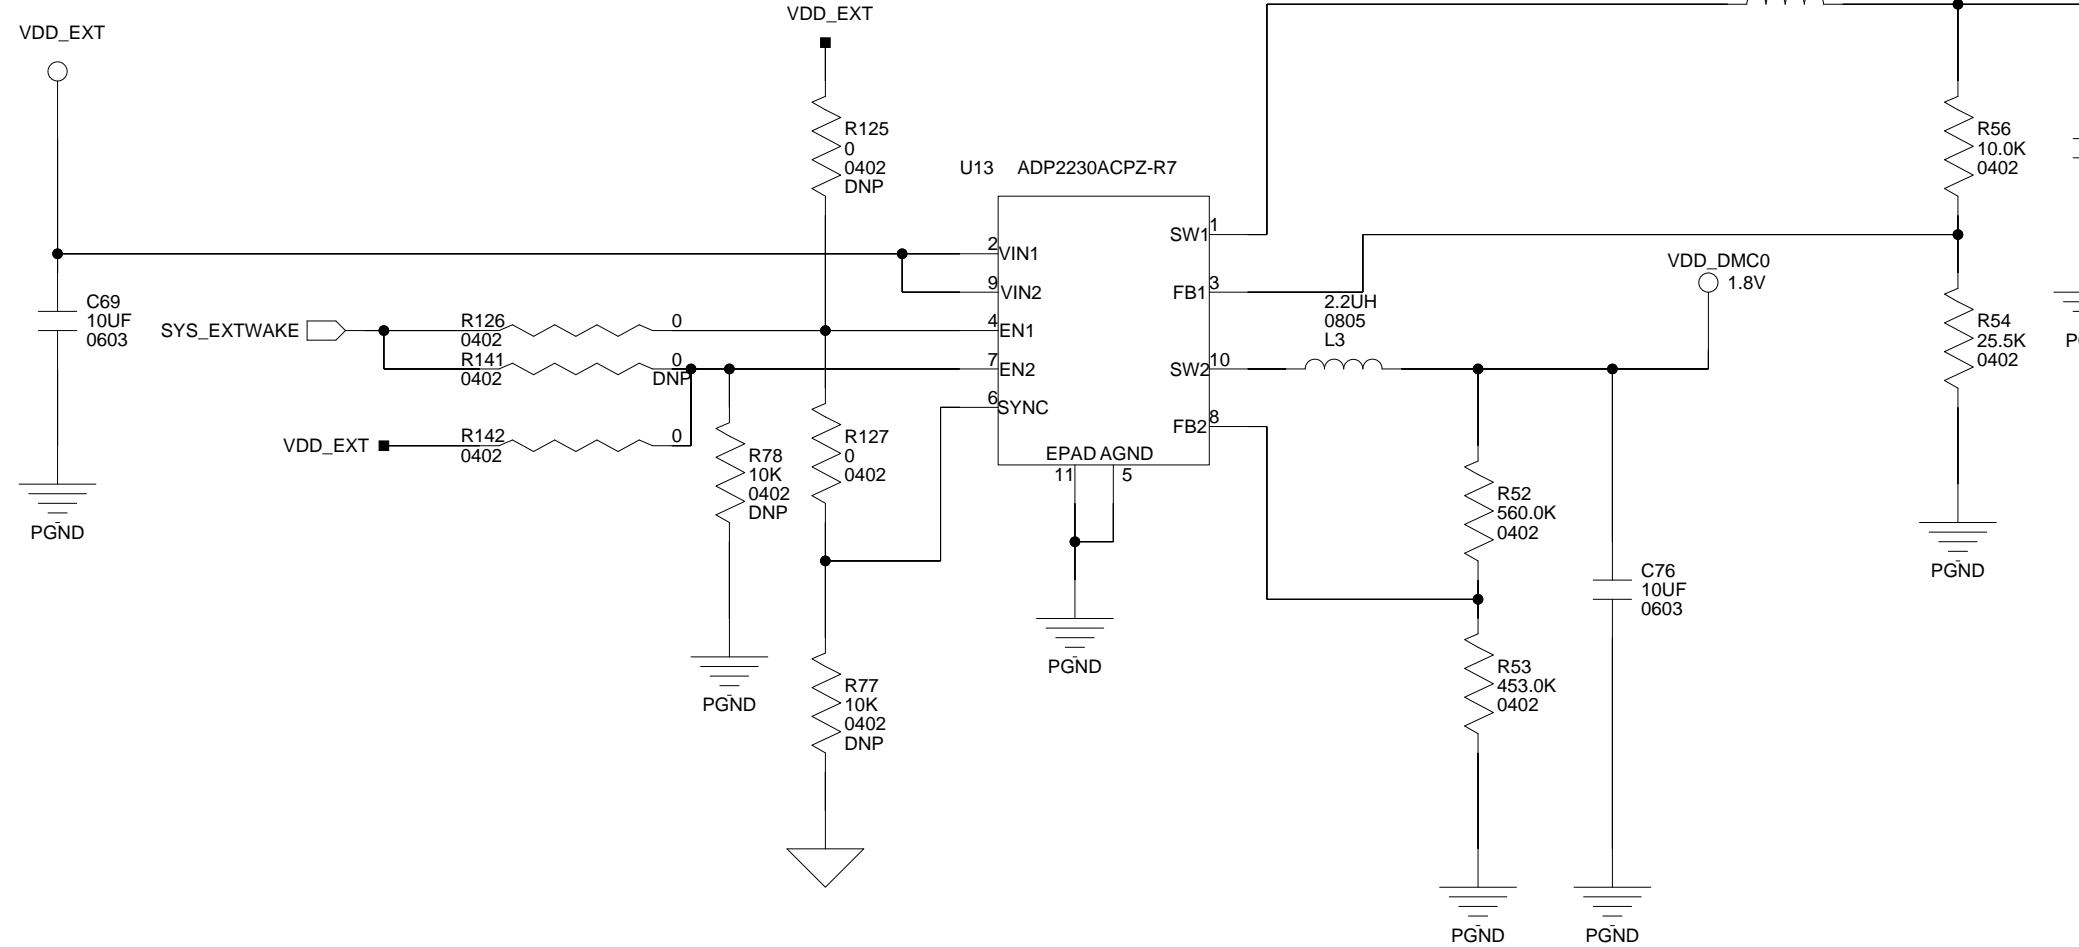 VDD_EXT
VDD_EXT
R125
0
0402
DNP
U13 ADP2230ACPZ-R7
R56
10.0K
0402
1
SW1
2
VIN1
9
VIN2
3
FB1
VDD_DMC0
1.8V
C69
10UF
0603
2.2UH
0805
L3
SYS_EXTWAKE
R126
0402
0
4
EN1
R141
0402
0
DNP
7
EN2
10
SW2
R54
25.5K
0402
P
6
SYNC
8
FB2
VDD_EXT
R142
0402
0
R127
0
0402
R78
10K
0402
DNP
EPAD AGND
11
5
R52
560.0K
0402
PGND
PGND
C76
10UF
0603
PGND
R53
453.0K
0402
PGND
R77
10K
0402
DNP
PGND
PGND